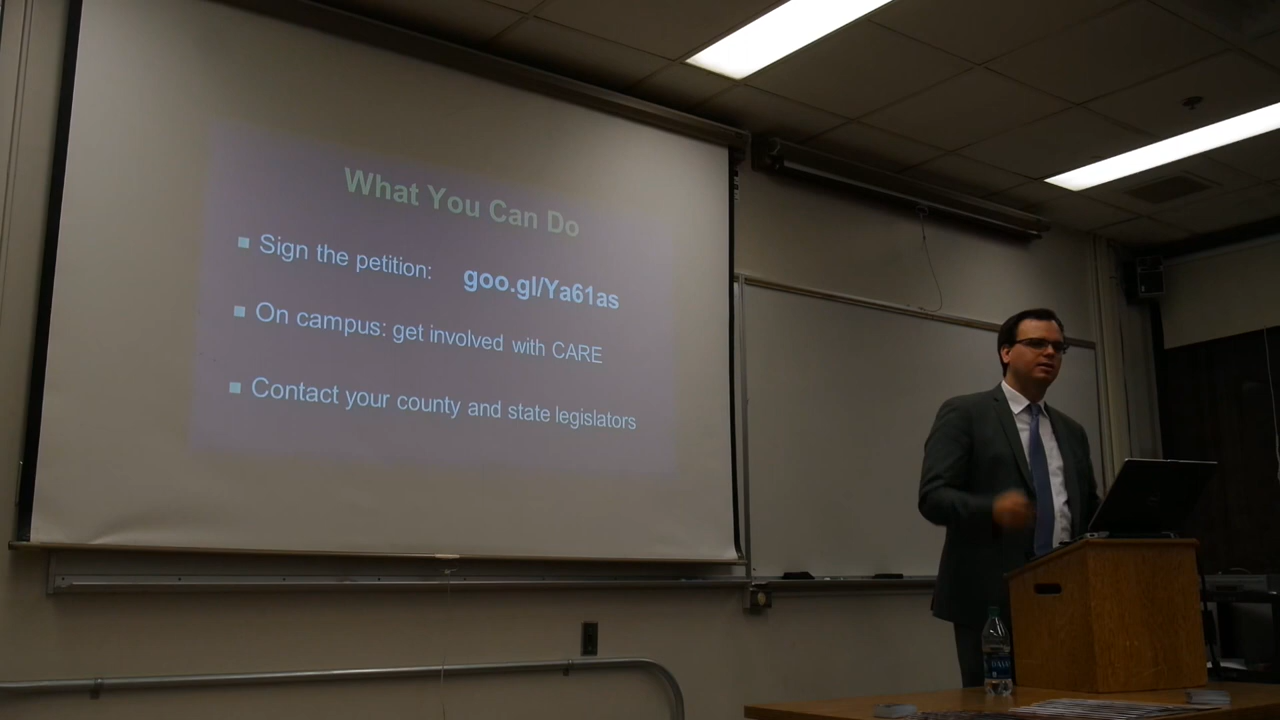 What You Can Do
Sign the petition: goo.gl/Ya61as
On campus: get involved with CARE
Contact your county and state legislators